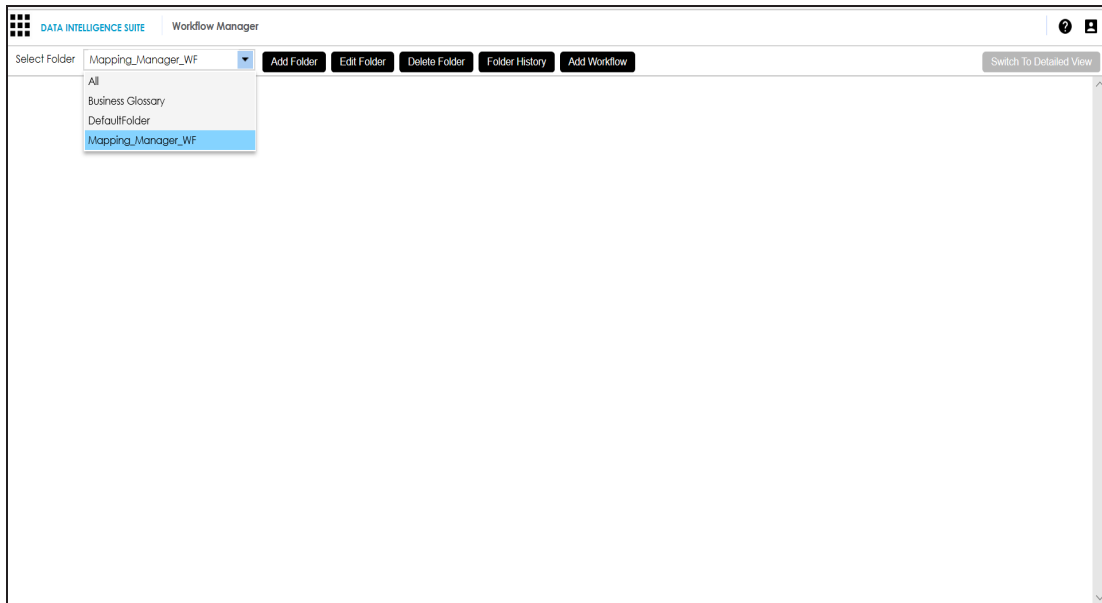 DATA INTELLIGENCE SUITE Workflow Manager
Select Folder Mapping_Manager_WF Add Folder Edit Folder Delete Folder Folder History Add Workflow Switch To Detailed View
All
Business Glossary
DefaultFolder
Mapping_Manager_WF